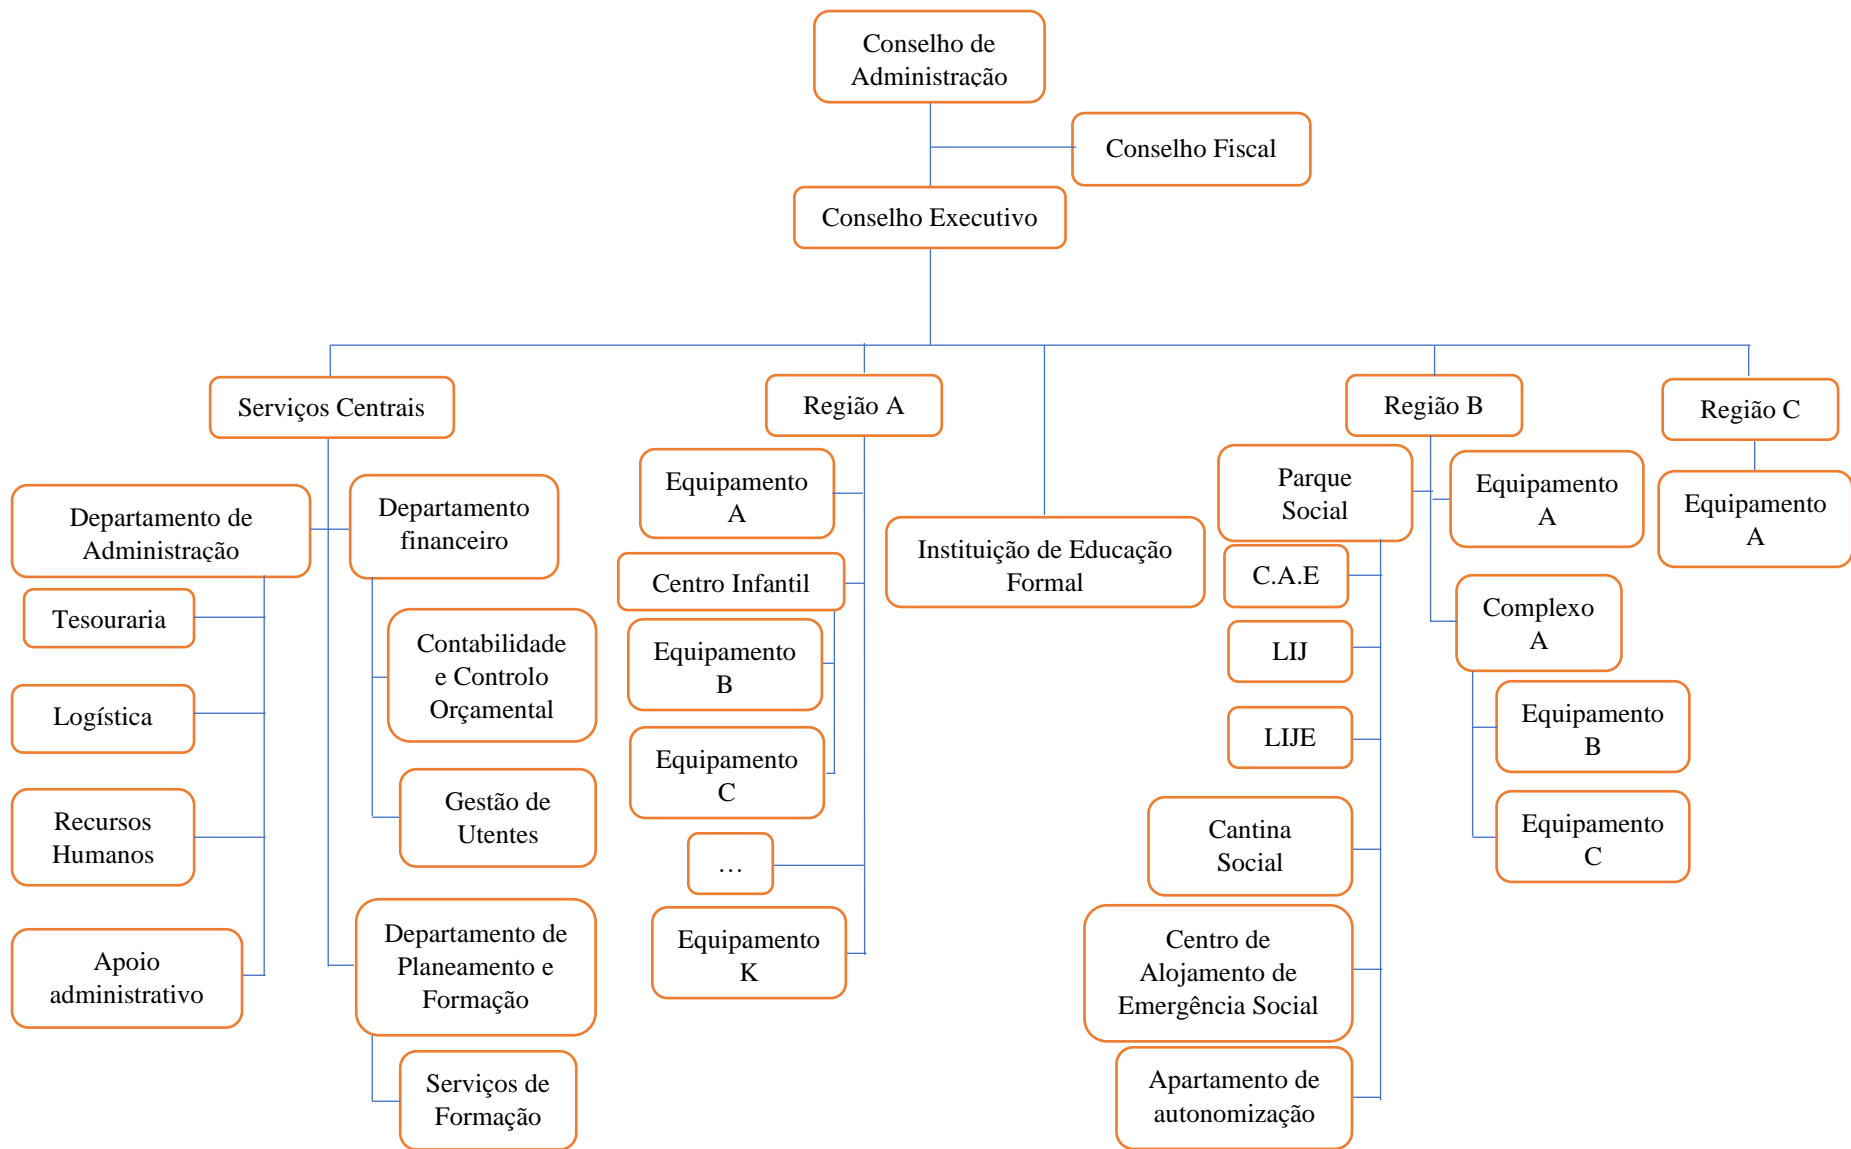 Conselho de
Administração
Conselho Fiscal
Conselho Executivo
Serviços Centrais
Região A
Região B
Região C
Departamento de
Administração
Tesouraria
Logística
Recursos
Humanos
Apoio
administrativo
Departamento
financeiro
Contabilidade
e Controlo
Orçamental
Gestão de
Utentes
Departamento de
Planeamento e
Formação
Serviços de
Formação
Equipamento
A
Centro Infantil
Equipamento
B
Equipamento
C
…
Equipamento
K
Instituição de Educação
Formal
Parque
Social
C.A.E
LIJ
LIJE
Cantina
Social
Centro de
Alojamento de
Emergência Social
Apartamento de
autonomização
Equipamento
A
Complexo
A
Equipamento
B
Equipamento
C
Equipamento
A